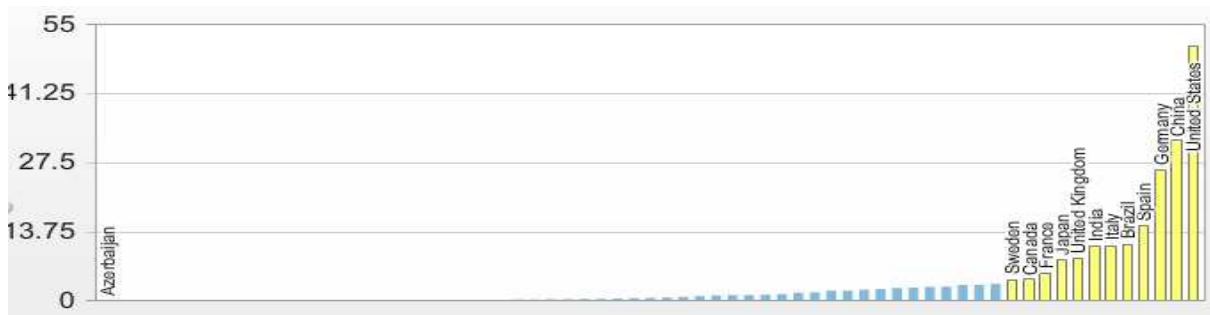 55
41.25
27.5
13.75
0
Azerbaijan
Sweden
Canada
France
Japan
United Kingdom
India
Italy
Brazil
Spain
Germany
China
United States